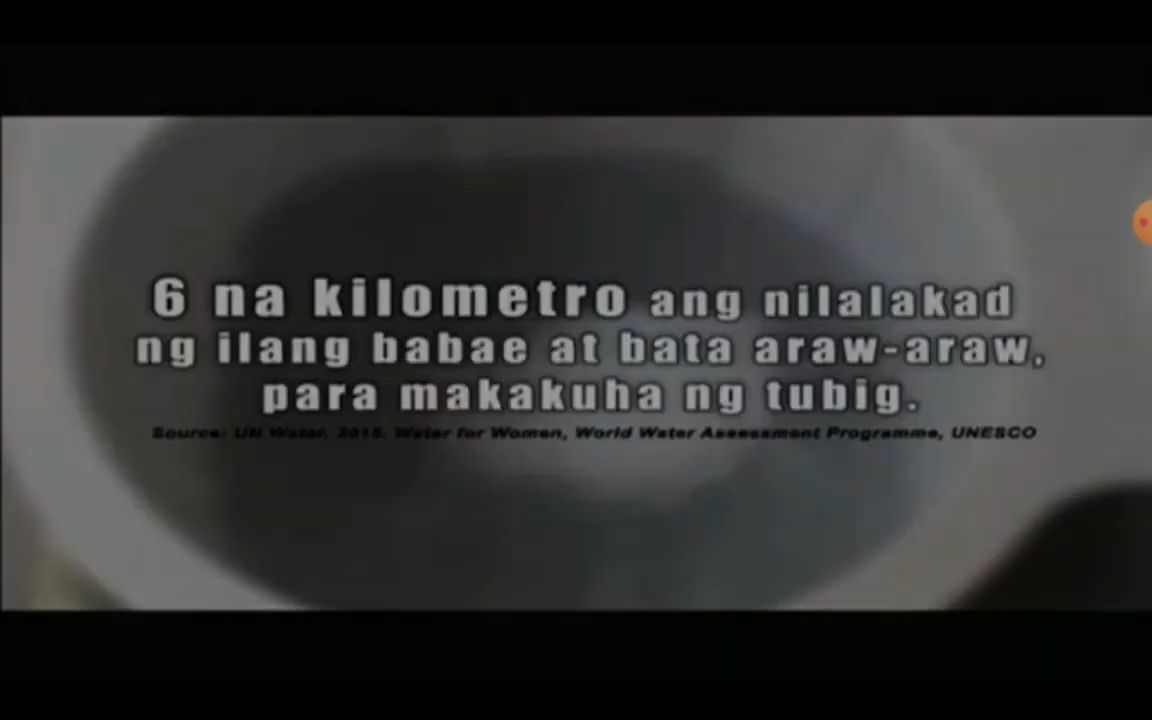 6 na kilometro ang nilalakad
ng ilang babae at bata araw-araw,
para makakuha ng tubig.
Source: UN Water. 2015. Water for Women, World Water Assessment Programme, UNESCO